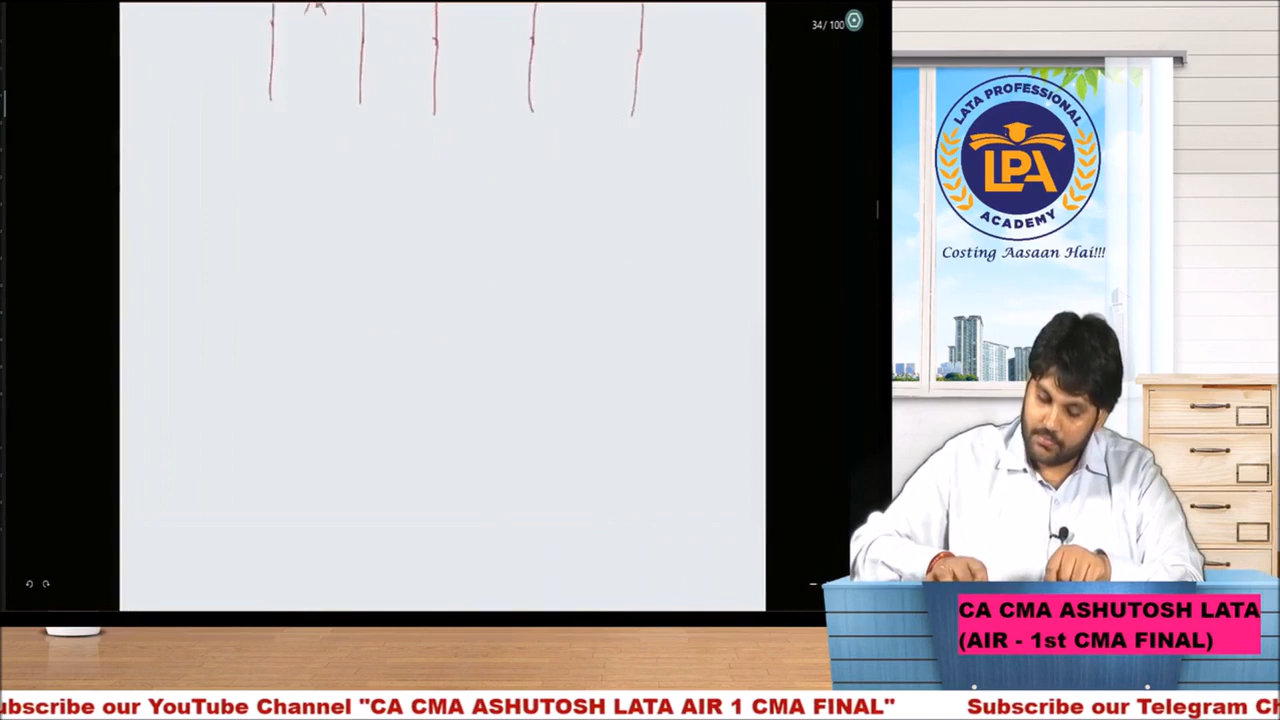 34/ 100
LATA PROFESSIONAL
LPA
ACADEMY
Costing Aasaan Hai!!!
CA CMA ASHUTOSH LATA
(AIR - 1st CMA FINAL)
ubscribe our YouTube Channel "CA CMA ASHUTOSH LATA AIR 1 CMA FINAL"
Subscribe our Telegram Ch